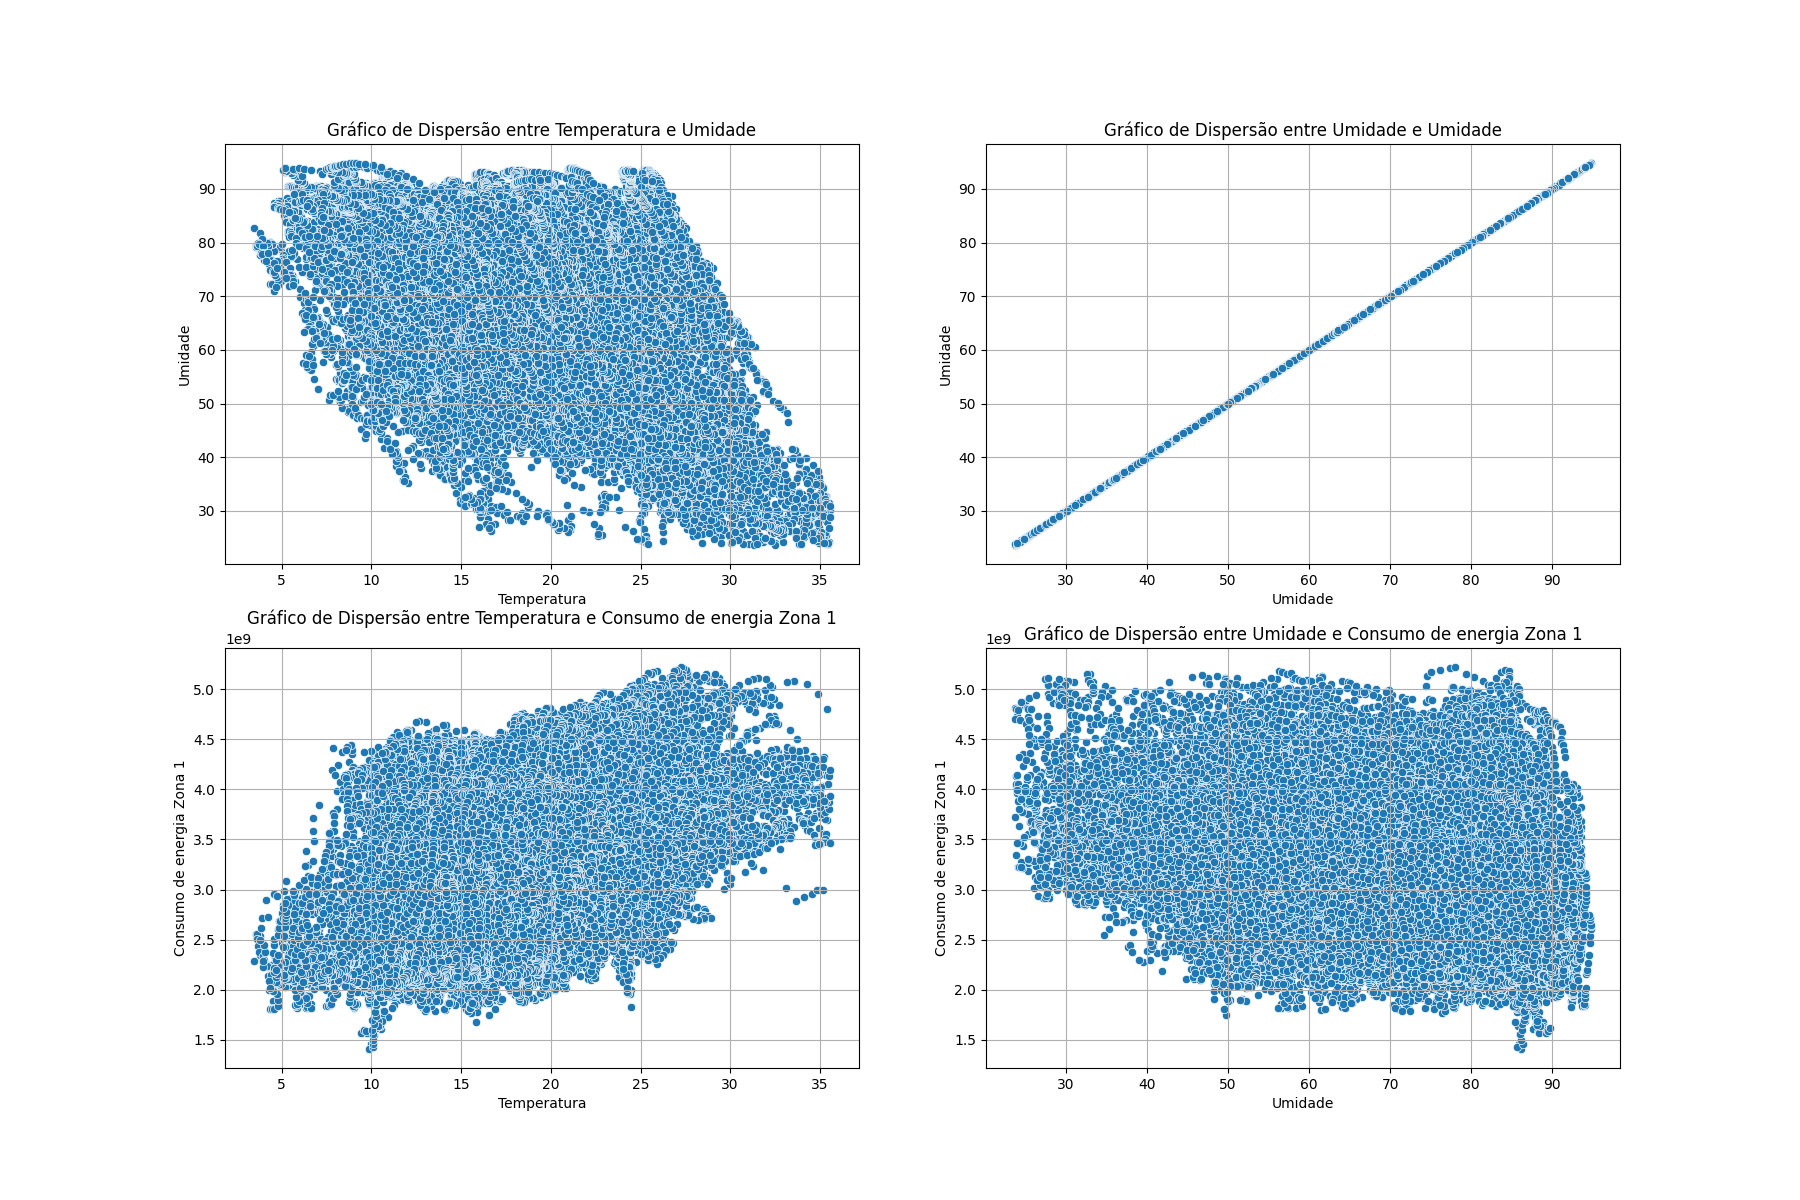 Gráfico de Dispersão entre Temperatura e Umidade
90
80
70
60
50
40
30
Umidade
5 10 15 20 25 30 35
Temperatura
Gráfico de Dispersão entre Umidade e Umidade
90
80
70
60
50
40
30
Umidade
30 40 50 60 70 80 90
Umidade
Gráfico de Dispersão entre Temperatura e Consumo de energia Zona 1
1e9
5.0
4.5
4.0
3.5
3.0
2.5
2.0
1.5
Consumo de energia Zona 1
5 10 15 20 25 30 35
Temperatura
Gráfico de Dispersão entre Umidade e Consumo de energia Zona 1
1e9
5.0
4.5
4.0
3.5
3.0
2.5
2.0
1.5
Consumo de energia Zona 1
30 40 50 60 70 80 90
Umidade